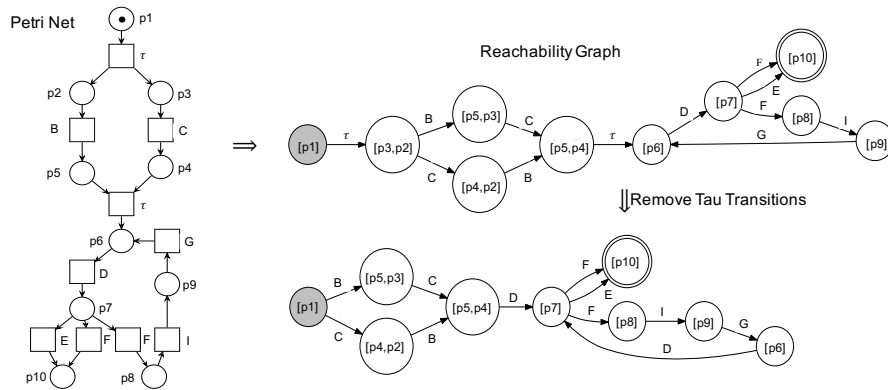 Petri Net
p1
τ
p2
p3
B
C
p5
p4
τ
p6
G
D
p9
p7
E
F
F
I
p10
p8
⇒
Reachability Graph
[p1]
τ
[p3,p2]
B
C
[p5,p3]
[p4,p2]
C
B
[p5,p4]
τ
[p6]
D
[p7]
F
E
[p10]
F
[p8]
I
[p9]
G
⇓ Remove Tau Transitions
[p1]
B
C
[p5,p3]
[p4,p2]
C
B
[p5,p4]
D
[p7]
F
E
[p10]
F
[p8]
I
[p9]
G
[p6]
D